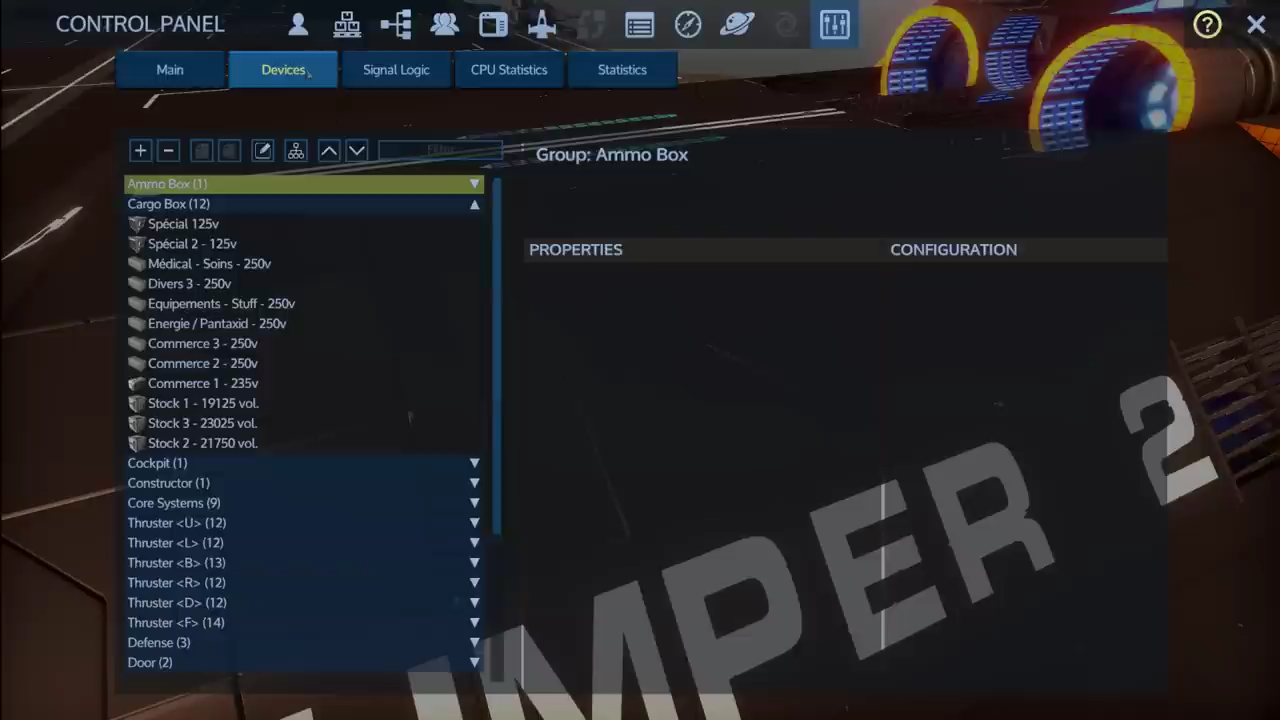 CONTROL PANEL
?
Main
Devices
Signal Logic
CPU Statistics
Statistics
Filter
Group: Ammo Box
Ammo Box (1)
Cargo Box (12)
Spécial 125v
Spécial 2 - 125v
Médical - Soins - 250v
Divers 3 - 250v
Equipements - Stuff - 250v
Energie / Pantaxid - 250v
Commerce 3 - 250v
Commerce 2 - 250v
Commerce 1 - 235v
Stock 1 - 19125 vol.
Stock 3 - 23025 vol.
Stock 2 - 21750 vol.
Cockpit (1)
Constructor (1)
Core Systems (9)
Thruster <U> (12)
Thruster <L> (12)
Thruster <B> (13)
Thruster <R> (12)
Thruster <D> (12)
Thruster <F> (14)
Defense (3)
Door (2)
PROPERTIES
CONFIGURATION
UMPER 2